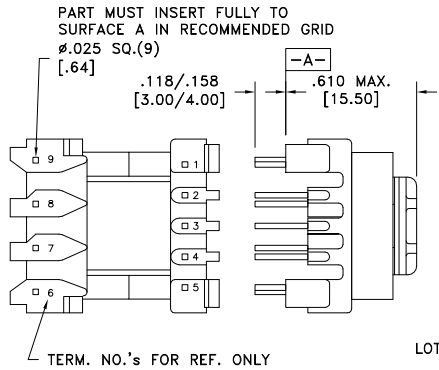 PART MUST INSERT FULLY TO
SURFACE A IN RECOMMENDED GRID
ø.025 SQ.(9)
[.64]
.118/.158
[3.00/4.00]
-A-
.610 MAX.
[15.50]
9
1
8
2
3
7
4
6
5
TERM. NO.'s FOR REF. ONLY
LOT